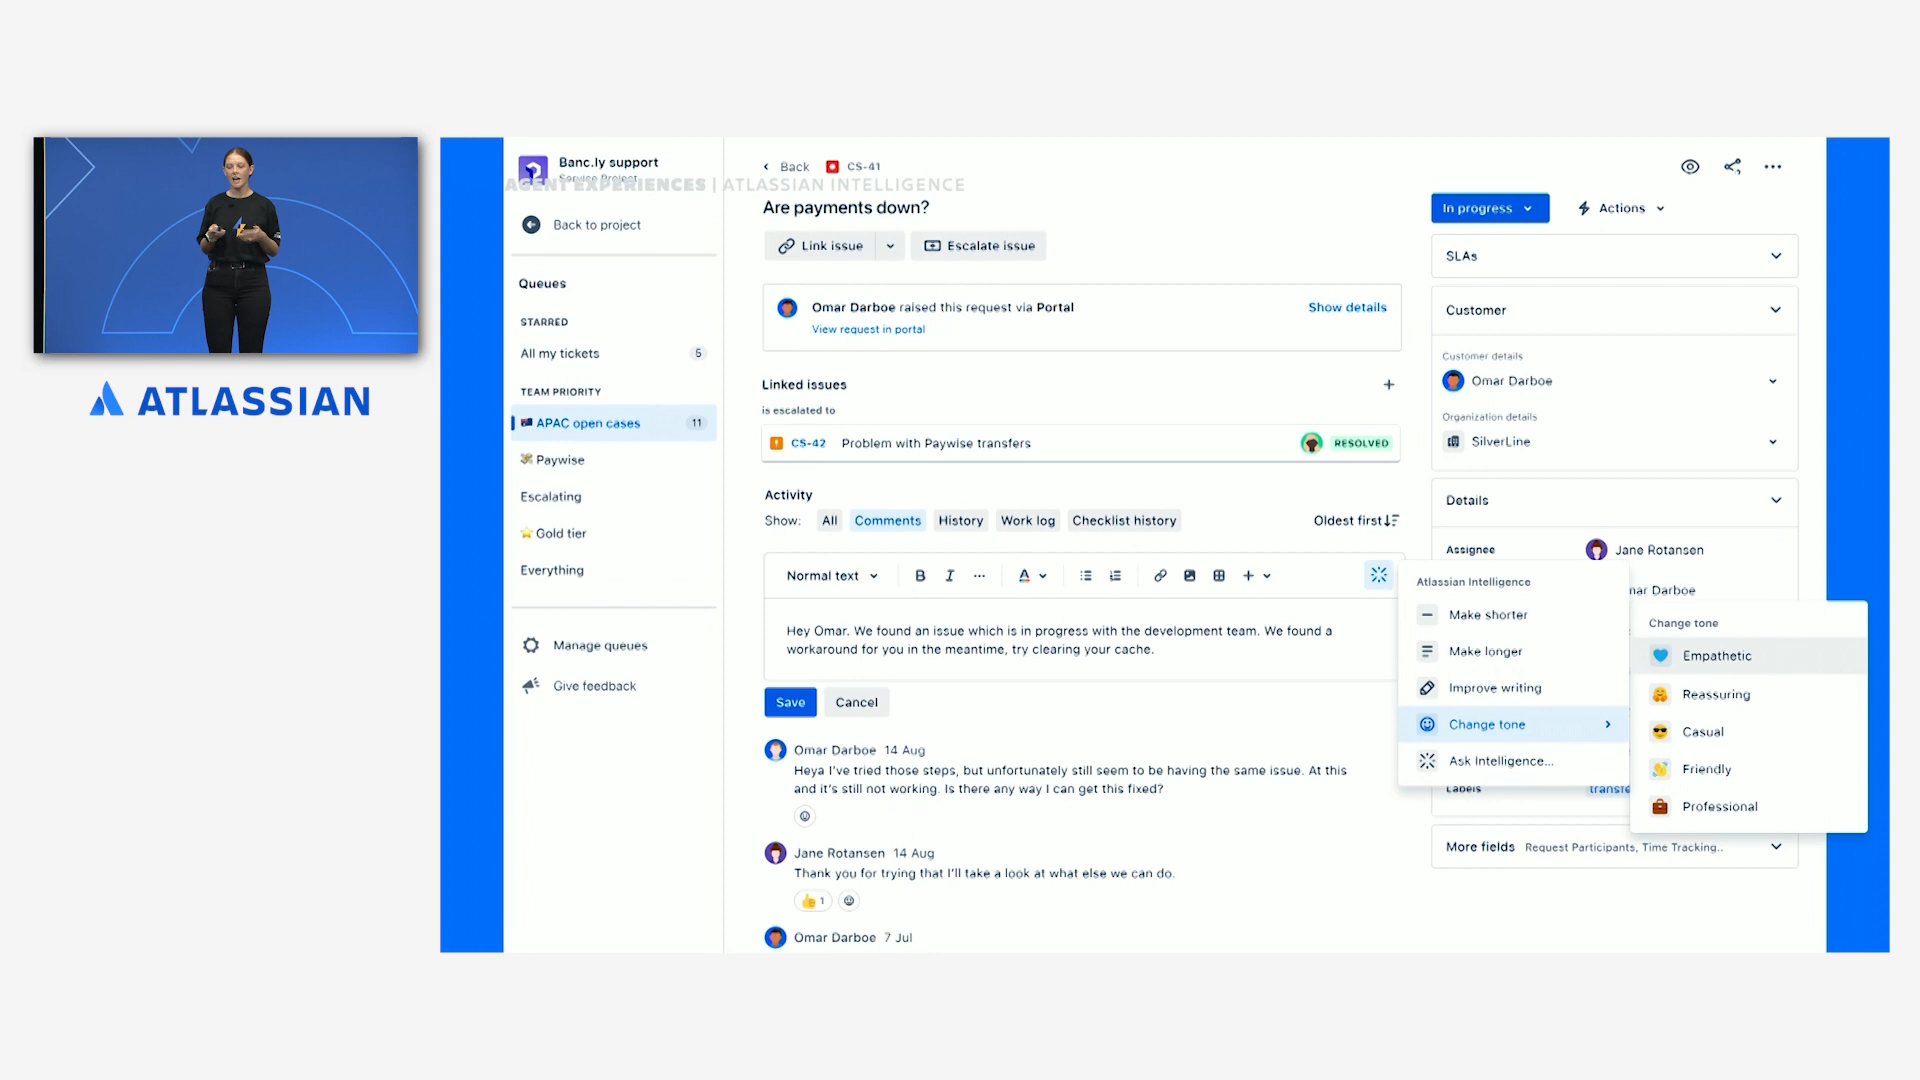 ATLASSIAN
Banc.ly support
Service Project
AGENT EXPERIENCES | ATLASSIAN INTELLIGENCE
Back to project
Queues
STARRED
All my tickets 5
TEAM PRIORITY
APAC open cases 11
Paywise
Escalating
Gold tier
Everything
Manage queues
Give feedback
Back CS-41
Are payments down?
Link issue Escalate issue
Omar Darboe raised this request via Portal Show details
View request in portal
Linked issues
is escalated to
CS-42 Problem with Paywise transfers RESOLVED
Activity
Show: All Comments History Work log Checklist history Oldest first
Normal text B I ... A
Hey Omar. We found an issue which is in progress with the development team. We found a
workaround for you in the meantime, try clearing your cache.
Save Cancel
Omar Darboe 14 Aug
Heya I've tried those steps, but unfortunately still seem to be having the same issue. At this
and it's still not working. Is there any way I can get this fixed?
Jane Rotansen 14 Aug
Thank you for trying that I'll take a look at what else we can do.
1
Omar Darboe 7 Jul
In progress Actions
SLAs
Customer
Customer details
Omar Darboe
Organization details
SilverLine
Details
Assignee Jane Rotansen
mar Darboe
Atlassian Intelligence
Make shorter
Make longer
Improve writing
Change tone
Ask Intelligence...
Change tone
Empathetic
Reassuring
Casual
Friendly
Professional
Labels transfe
More fields Request Participants, Time Tracking..